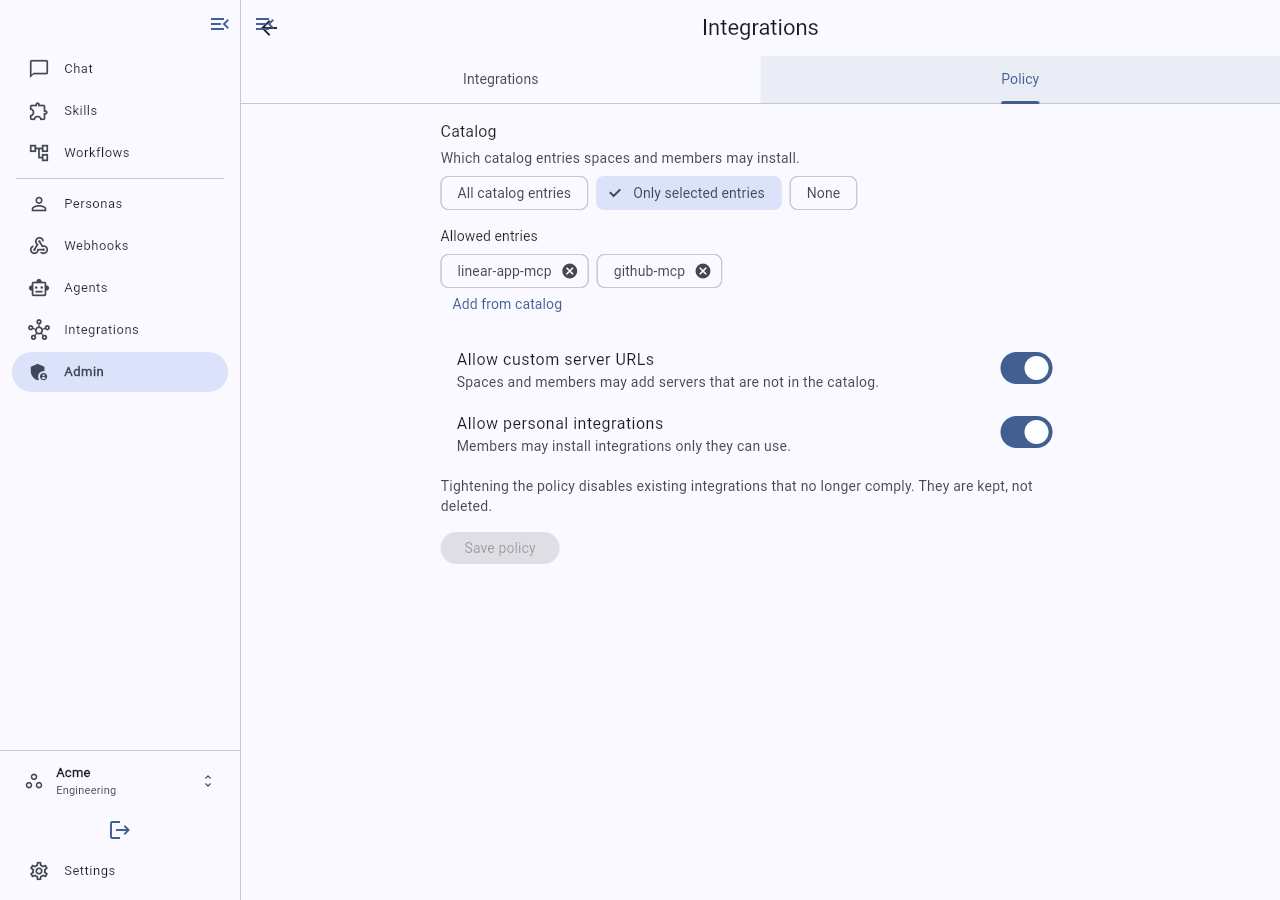 Integrations
Chat
Skills
Workflows
Personas
Webhooks
Agents
Integrations
Admin
Acme
Engineering
Settings
Integrations
Policy
Catalog
Which catalog entries spaces and members may install.
All catalog entries
Only selected entries
None
Allowed entries
linear-app-mcp
github-mcp
Add from catalog
Allow custom server URLs
Spaces and members may add servers that are not in the catalog.
Allow personal integrations
Members may install integrations only they can use.
Tightening the policy disables existing integrations that no longer comply. They are kept, not
deleted.
Save policy